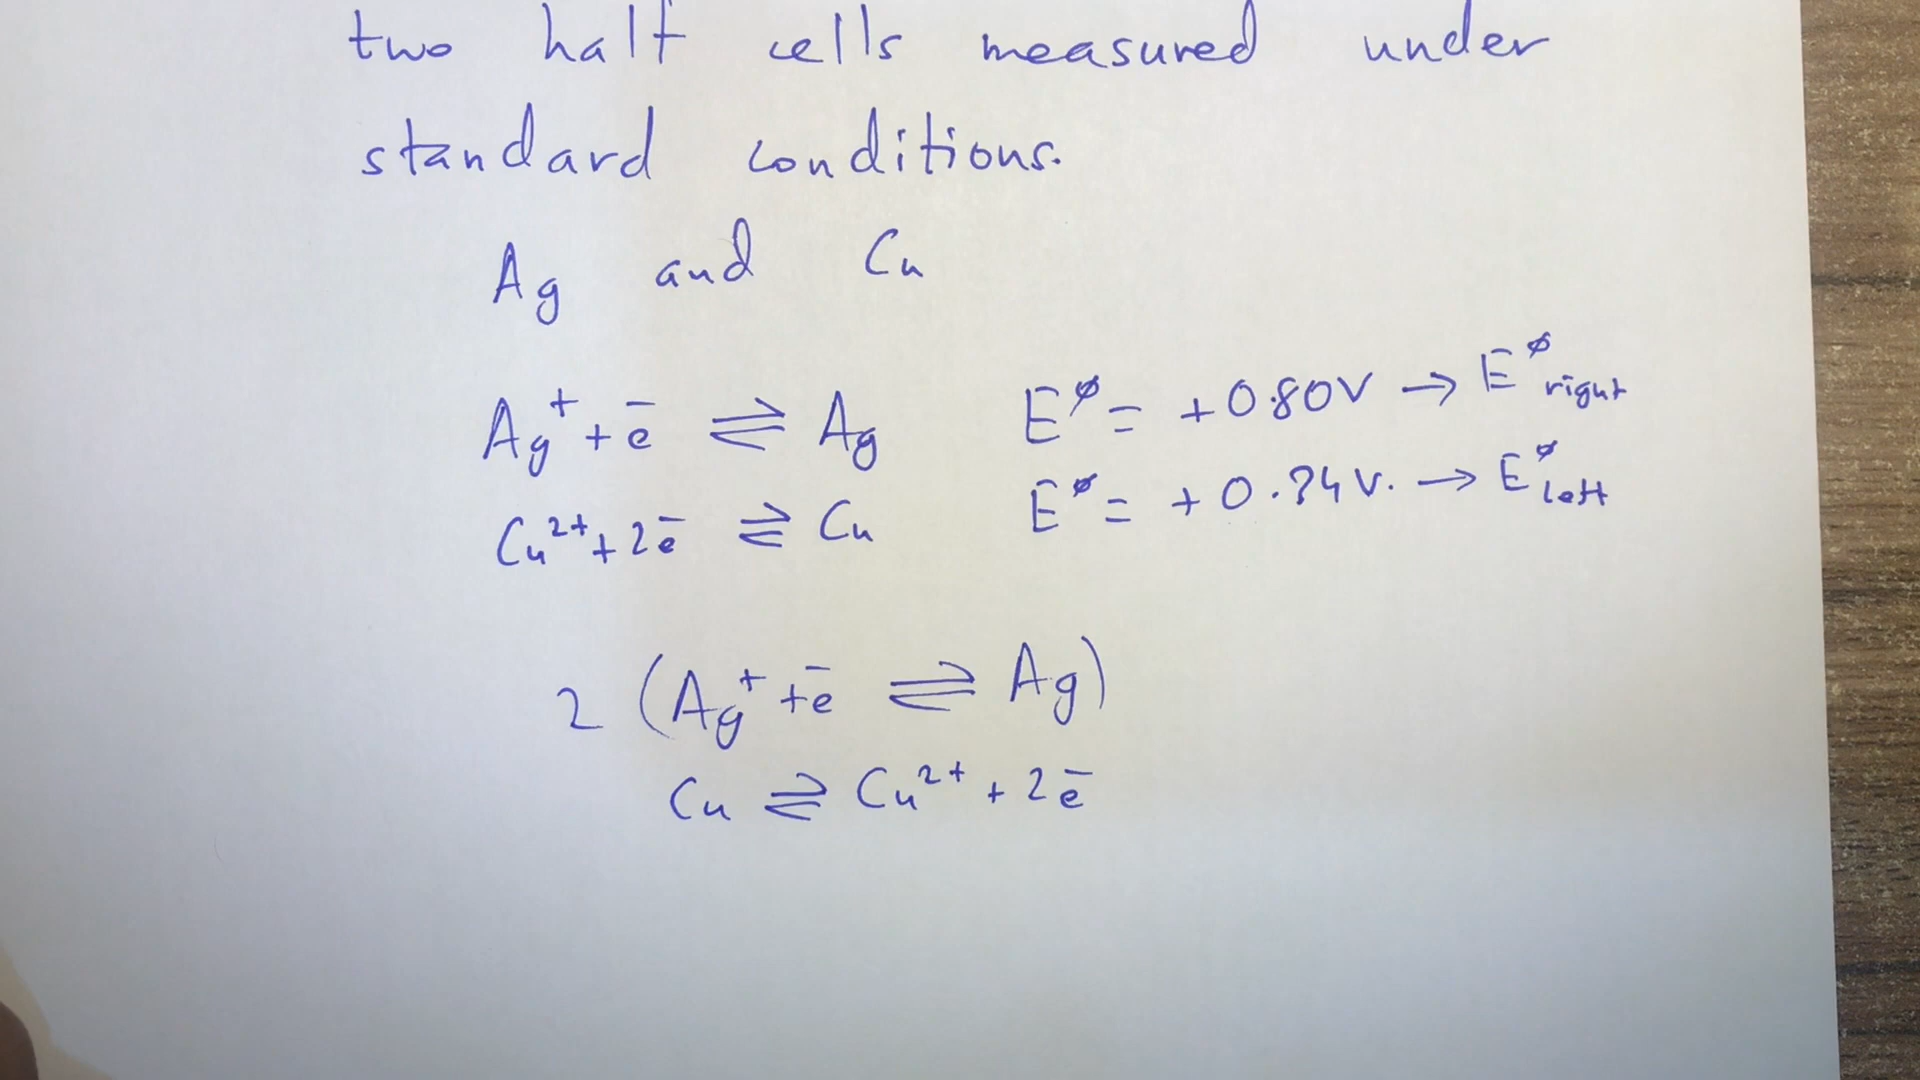 two half cells measured under
standard conditions.
Ag and Cu
Ag⁺ + e⁻ ⇌ Ag E^ø = +0.80V → E^ø right
Cu²⁺ + 2e⁻ ⇌ Cu E^ø = +0.34V. → E^ø left
2 (Ag⁺ + e⁻ ⇌ Ag)
Cu ⇌ Cu²⁺ + 2e⁻